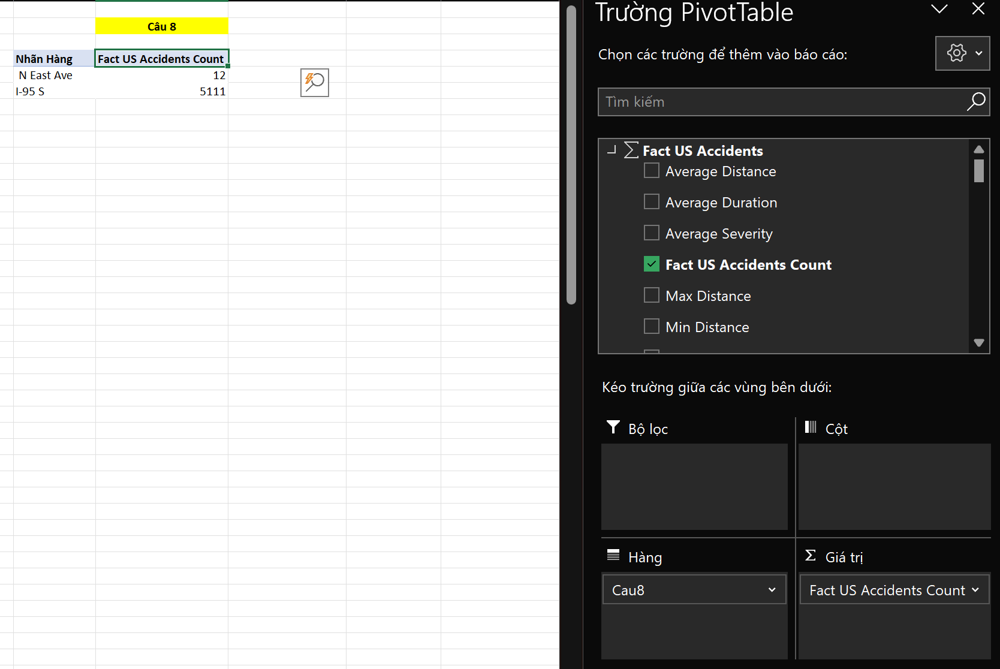 Câu 8
Nhãn Hàng Fact US Accidents Count
N East Ave 12
I-95 S 5111
Trường PivotTable
Chọn các trường để thêm vào báo cáo:
Tìm kiếm
Fact US Accidents
Average Distance
Average Duration
Average Severity
Fact US Accidents Count
Max Distance
Min Distance
Kéo trường giữa các vùng bên dưới:
Bộ lọc
Cột
Hàng
Σ Giá trị
Cau8
Fact US Accidents Count